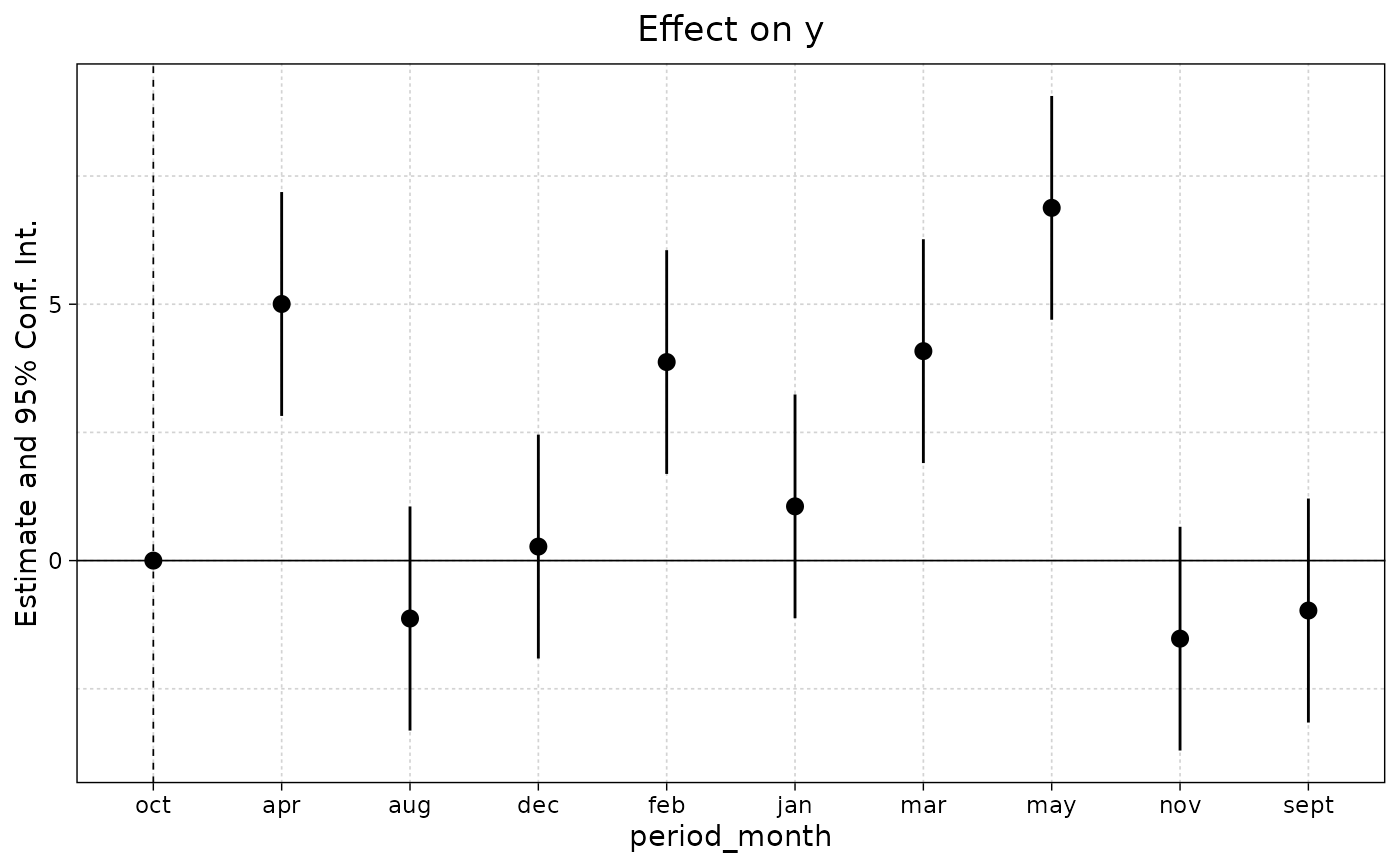 Effect on y
Estimate and 95% Conf. Int.
5
0
oct apr aug dec feb jan mar may nov sept
period_month